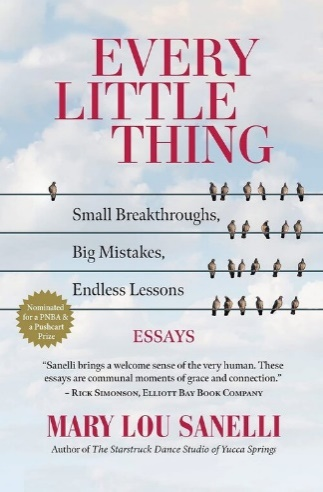 EVERY
LITTLE
THING
Small Breakthroughs,
Big Mistakes,
Endless Lessons
Nominated
for a PNBA &
a Pushcart
Prize
ESSAYS
“Sanelli brings a welcome sense of the very human. These
essays are communal moments of grace and connection.”
– RICK SIMONSON, ELLIOTT BAY BOOK COMPANY
MARY LOU SANELLI
Author of The Starstruck Dance Studio of Yucca Springs